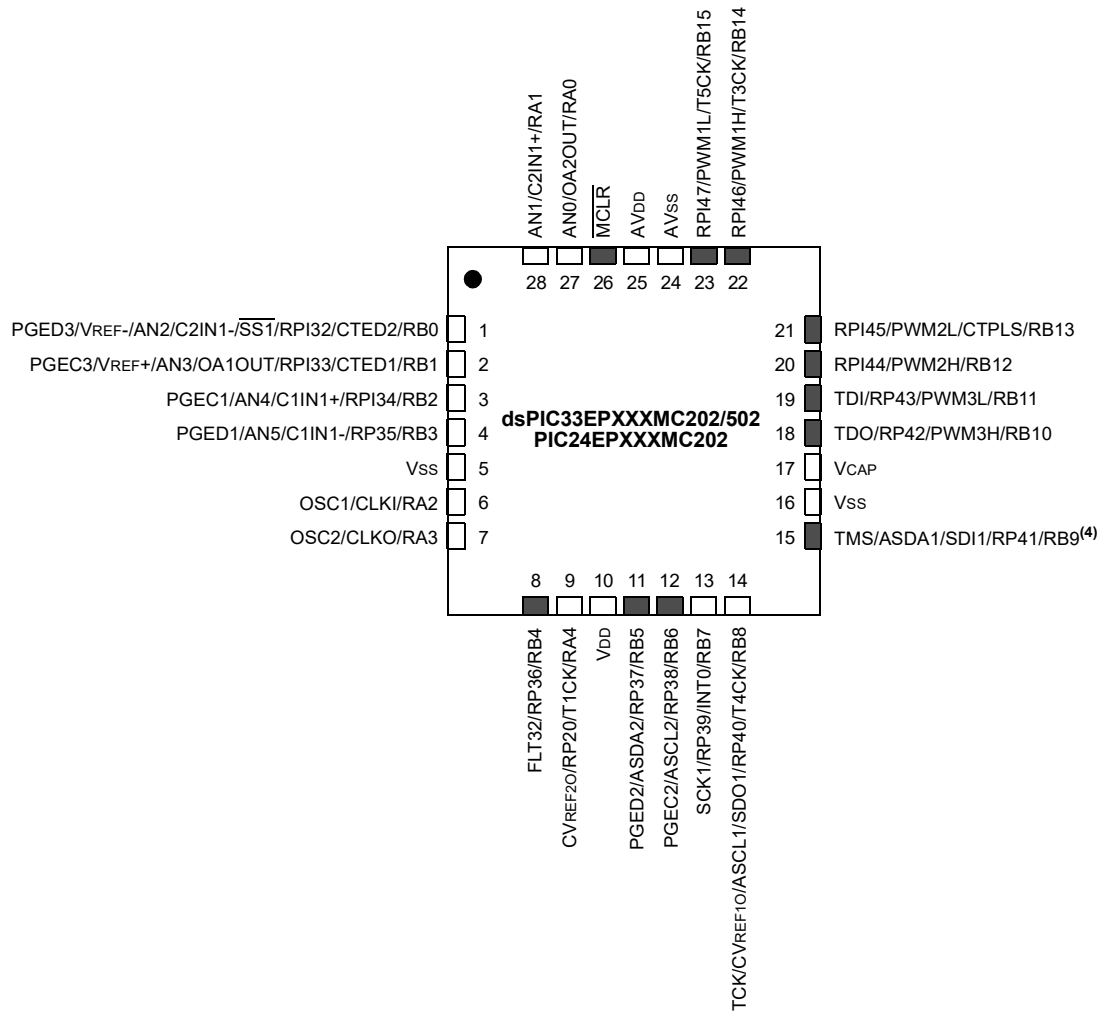 AN1/C2IN1+/RA1
AN0/OA2OUT/RA0
MCLR
AVDD
AVSS
RPI47/PWM1L/T5CK/RB15
RPI46/PWM1H/T3CK/RB14
28 27 26 25 24 23 22
PGED3/VREF-/AN2/C2IN1-/SS1/RPI32/CTED2/RB0 1
PGEC3/VREF+/AN3/OA1OUT/RPI33/CTED1/RB1 2
PGEC1/AN4/C1IN1+/RPI34/RB2 3
PGED1/AN5/C1IN1-/RP35/RB3 4
VSS 5
OSC1/CLKI/RA2 6
OSC2/CLKO/RA3 7
dsPIC33EPXXXMC202/502
PIC24EPXXXMC202
21 RPI45/PWM2L/CTPLS/RB13
20 RPI44/PWM2H/RB12
19 TDI/RP43/PWM3L/RB11
18 TDO/RP42/PWM3H/RB10
17 VCAP
16 VSS
15 TMS/ASDA1/SDI1/RP41/RB9(4)
8 9 10 11 12 13 14
FLT32/RP36/RB4
CVREF2O/RP20/T1CK/RA4
VDD
PGED2/ASDA2/RP37/RB5
PGEC2/ASCL2/RP38/RB6
SCK1/RP39/INT0/RB7
TCK/CVREF1O/ASCL1/SDO1/RP40/T4CK/RB8